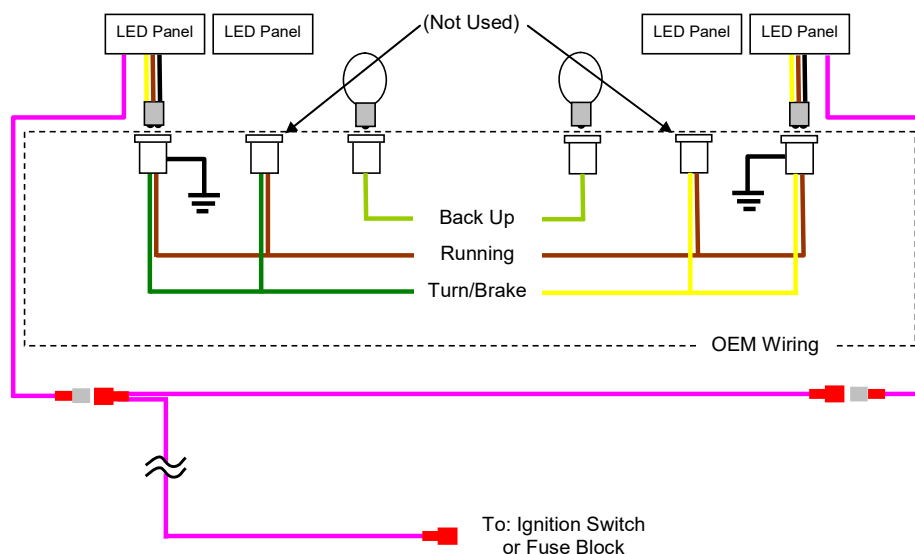 LED Panel
LED Panel
(Not Used)
LED Panel
LED Panel
Back Up
Running
Turn/Brake
OEM Wiring
To: Ignition Switch
or Fuse Block